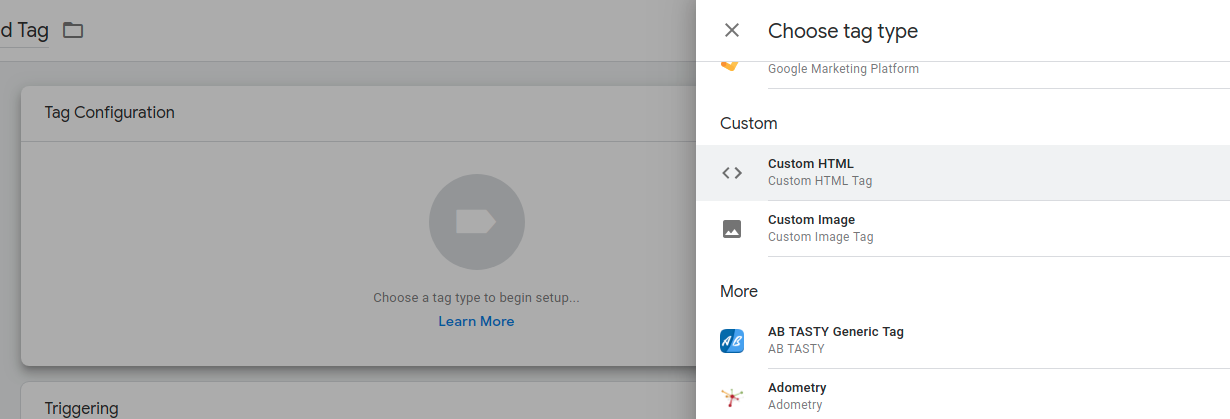 d Tag
Choose tag type
Google Marketing Platform
Tag Configuration
Custom
Custom HTML
Custom HTML Tag
Custom Image
Custom Image Tag
Choose a tag type to begin setup...
Learn More
More
AB TASTY Generic Tag
AB TASTY
AB
Adometry
Adometry
Triggering